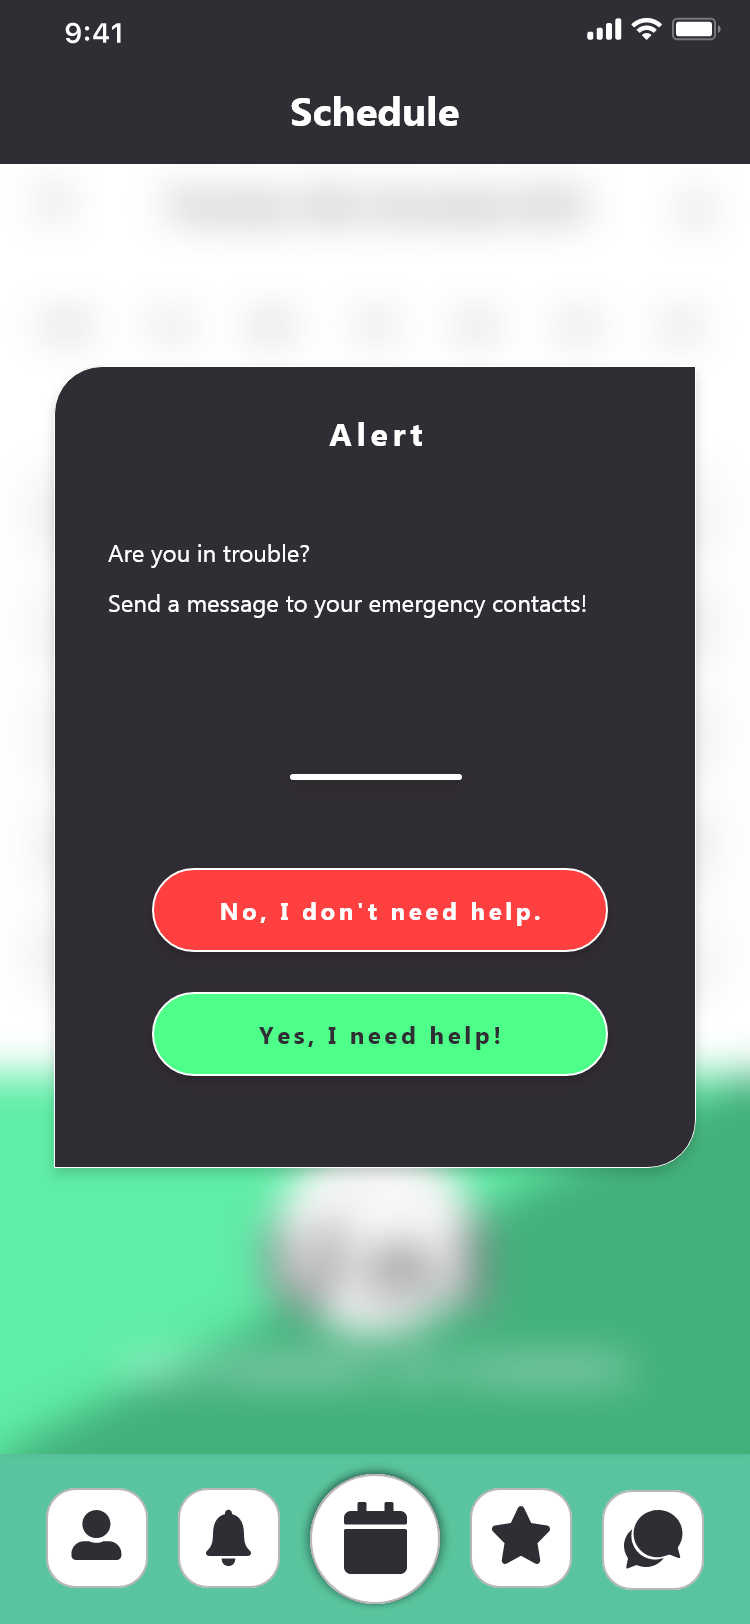 9:41
Schedule
Alert
Are you in trouble?
Send a message to your emergency contacts!
No, I don't need help.
Yes, I need help!